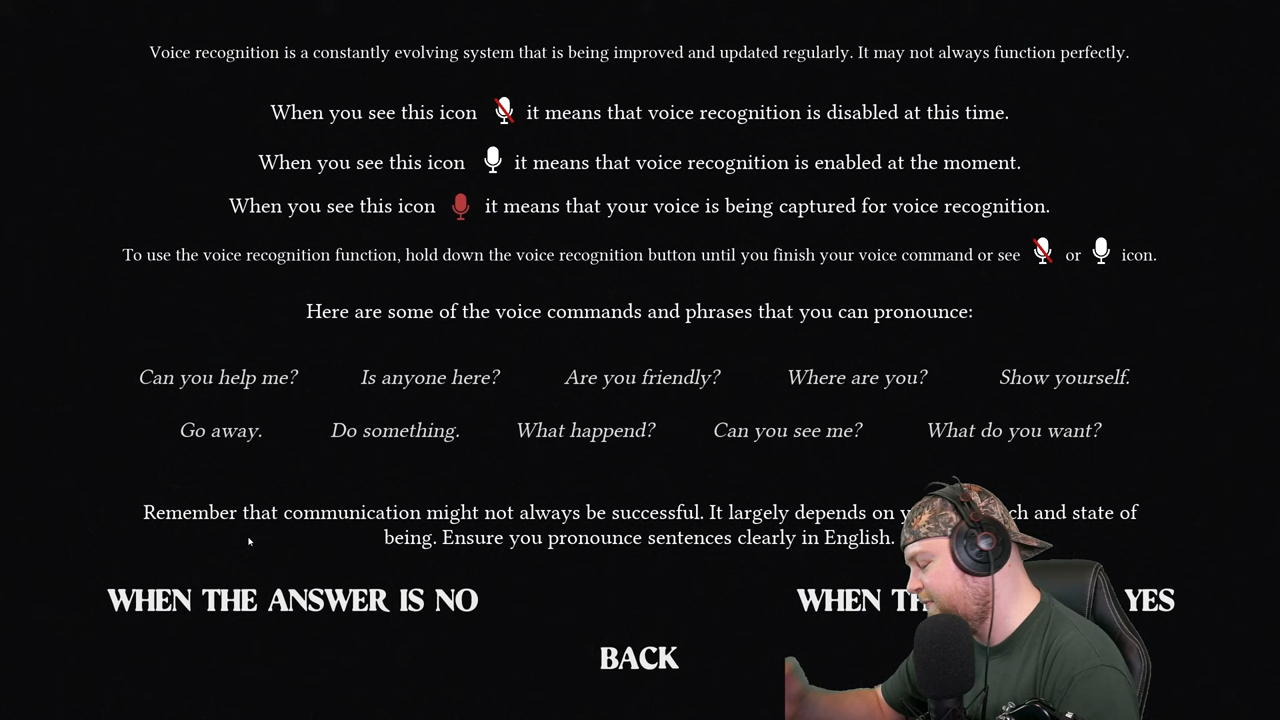 Voice recognition is a constantly evolving system that is being improved and updated regularly. It may not always function perfectly.
When you see this icon it means that voice recognition is disabled at this time.
When you see this icon it means that voice recognition is enabled at the moment.
When you see this icon it means that your voice is being captured for voice recognition.
To use the voice recognition function, hold down the voice recognition button until you finish your voice command or see or icon.
Here are some of the voice commands and phrases that you can pronounce:
Can you help me? Is anyone here? Are you friendly? Where are you? Show yourself.
Go away. Do something. What happend? Can you see me? What do you want?
Remember that communication might not always be successful. It largely depends on and state of
being. Ensure you pronounce sentences clearly in English.
WHEN THE ANSWER IS NO WHEN YES
BACK